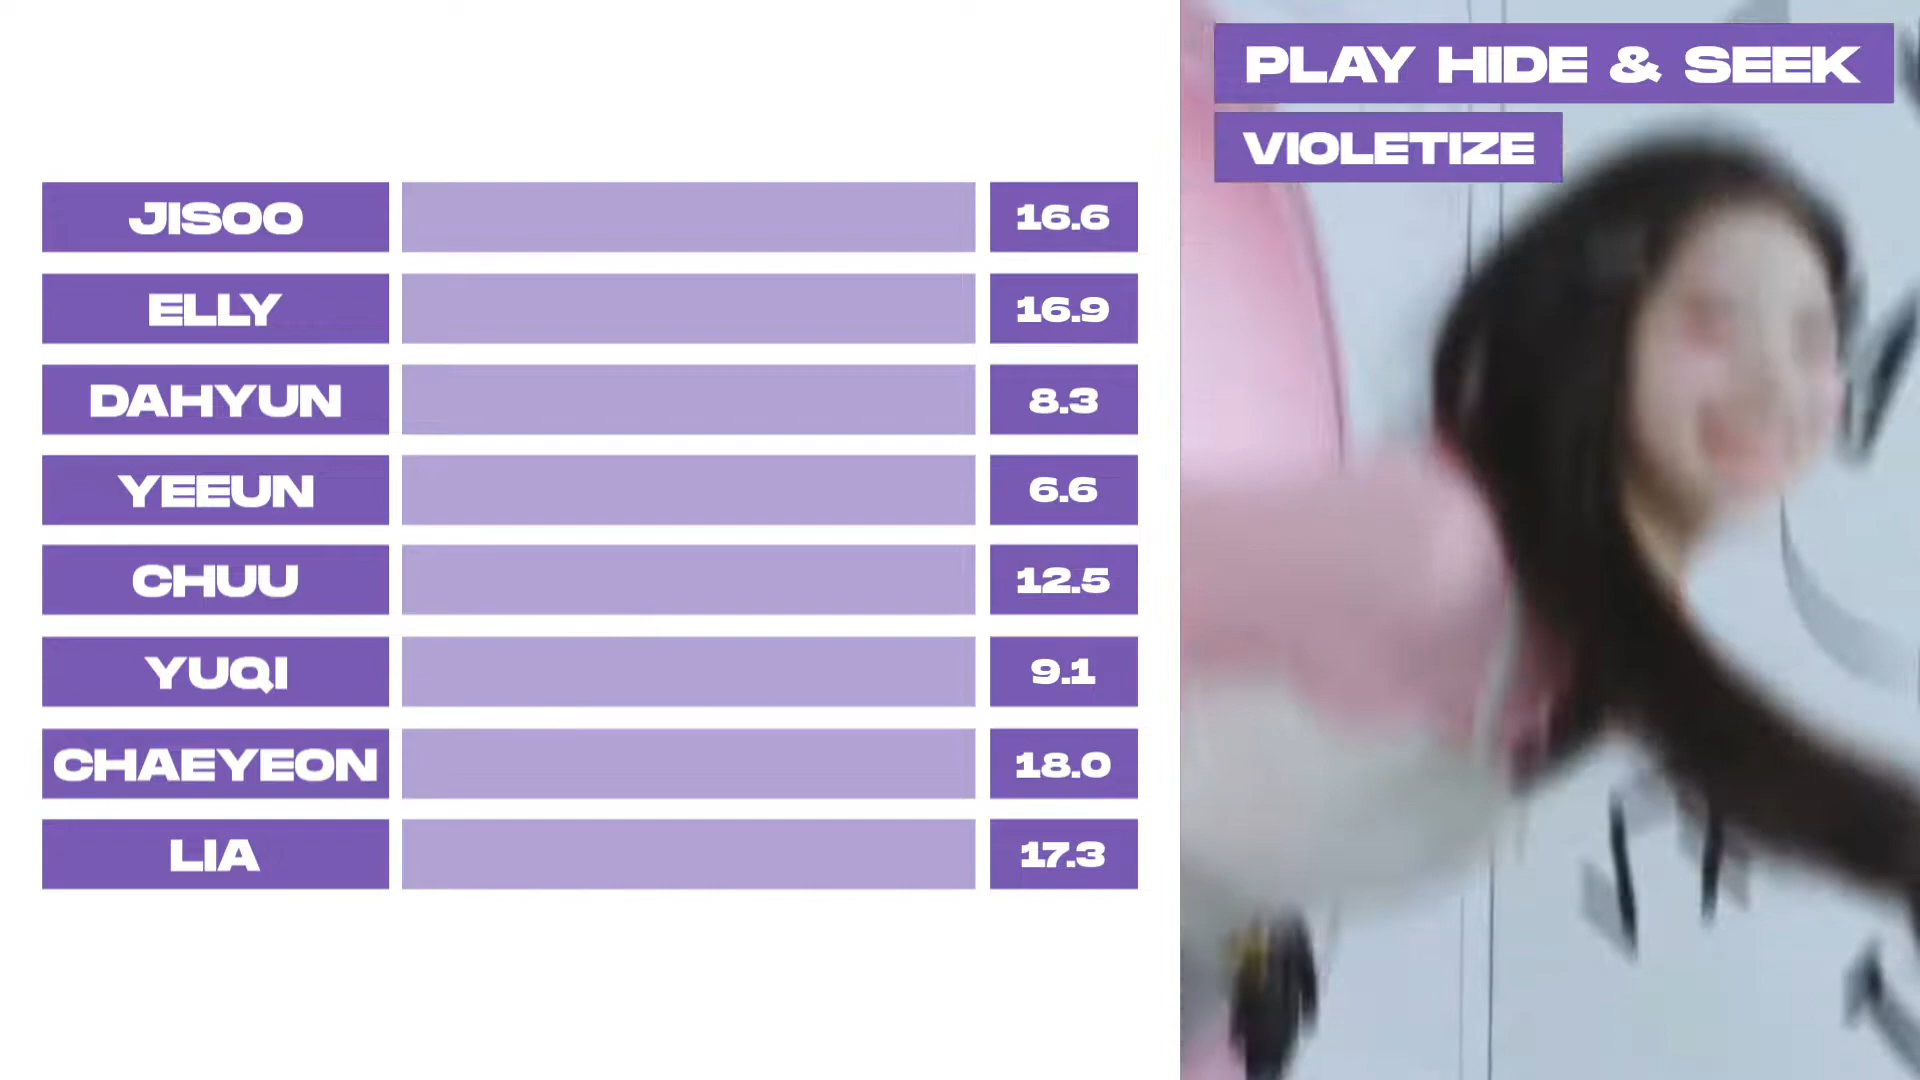 PLAY HIDE & SEEK
VIOLETIZE
JISOO 16.6
ELLY 16.9
DAHYUN 8.3
YEEUN 6.6
CHUU 12.5
YUQI 9.1
CHAEYEON 18.0
LIA 17.3